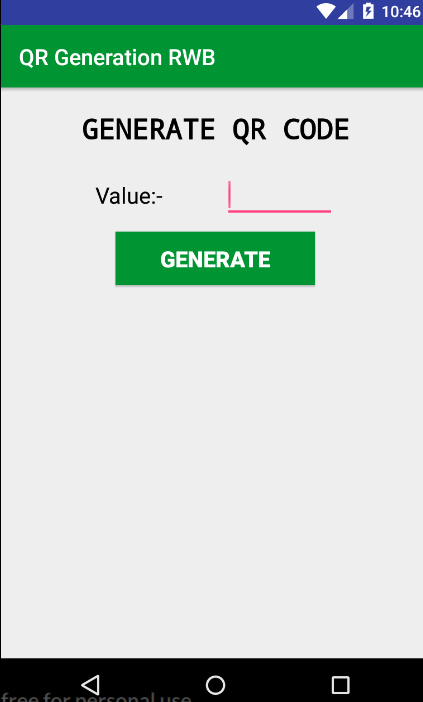 10:46
QR Generation RWB
GENERATE QR CODE
Value:-
GENERATE
free for personal use